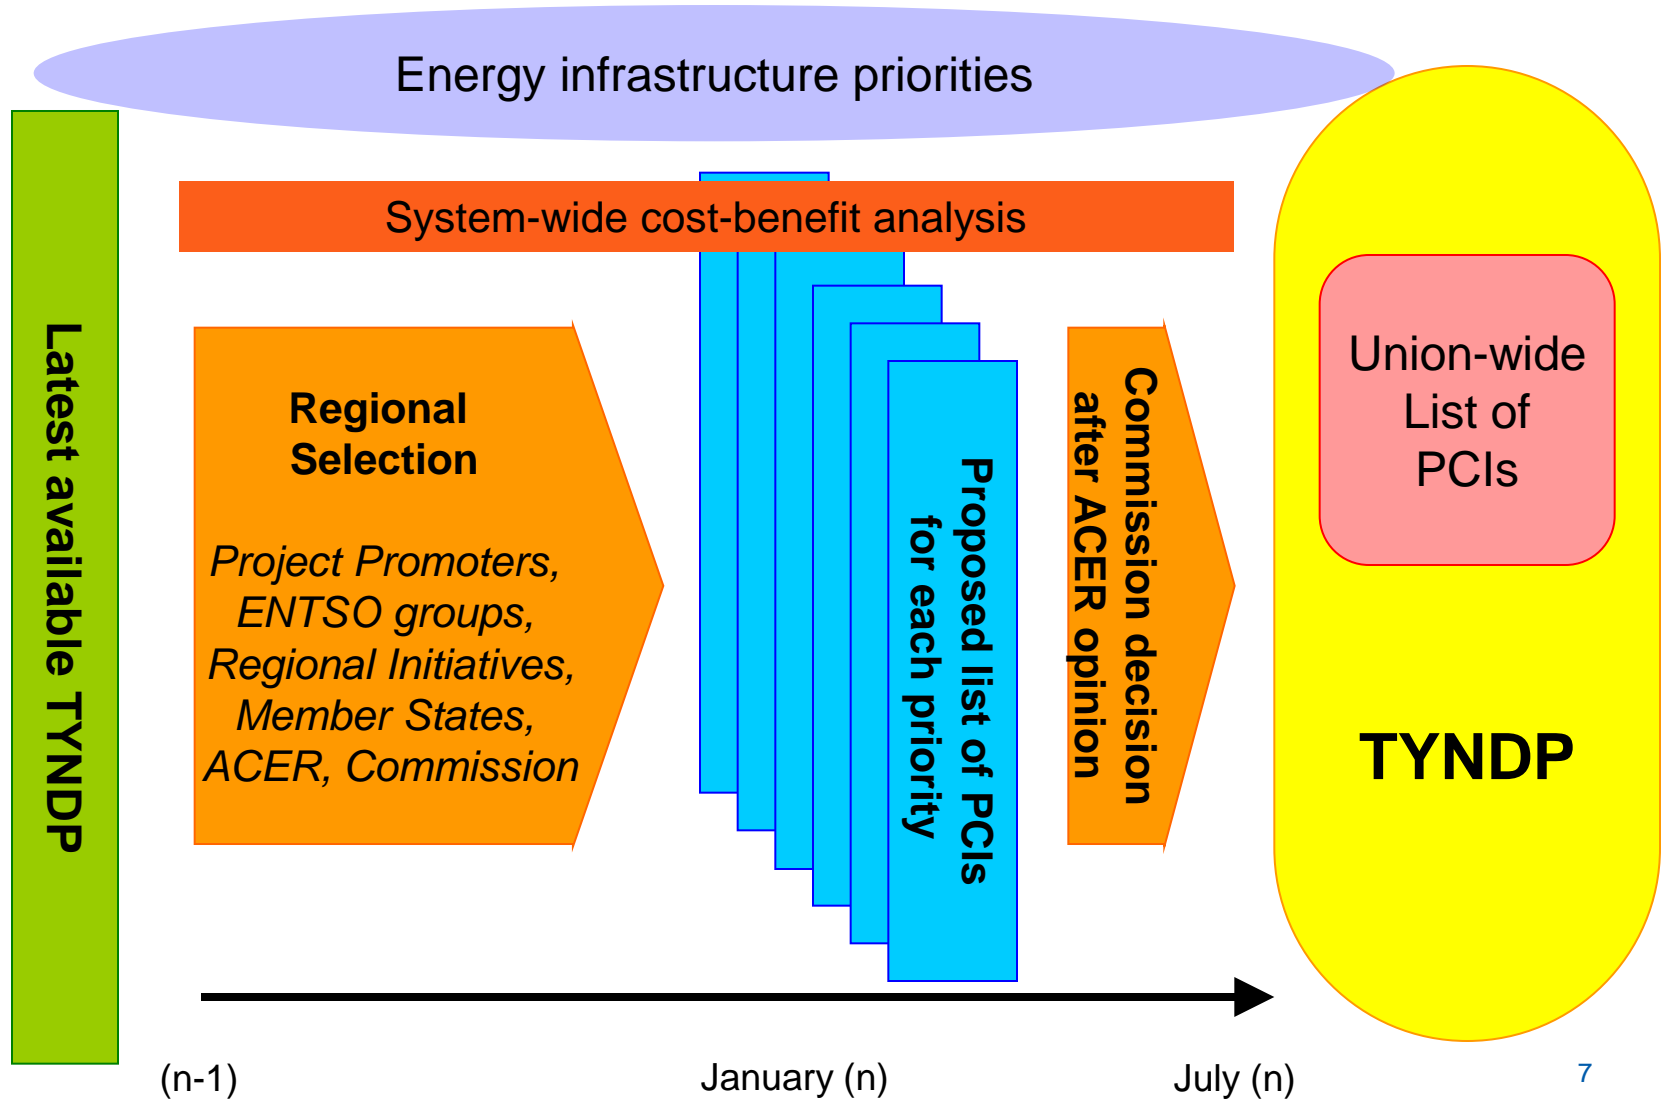 Energy infrastructure priorities
System-wide cost-benefit analysis
Latest available TYNDP
Regional
Selection
Project Promoters,
ENTSO groups,
Regional Initiatives,
Member States,
ACER, Commission
Proposed list of PCIs
for each priority
Commission decision
after ACER opinion
Union-wide
List of
PCIs
TYNDP
(n-1)
January (n)
July (n)
7